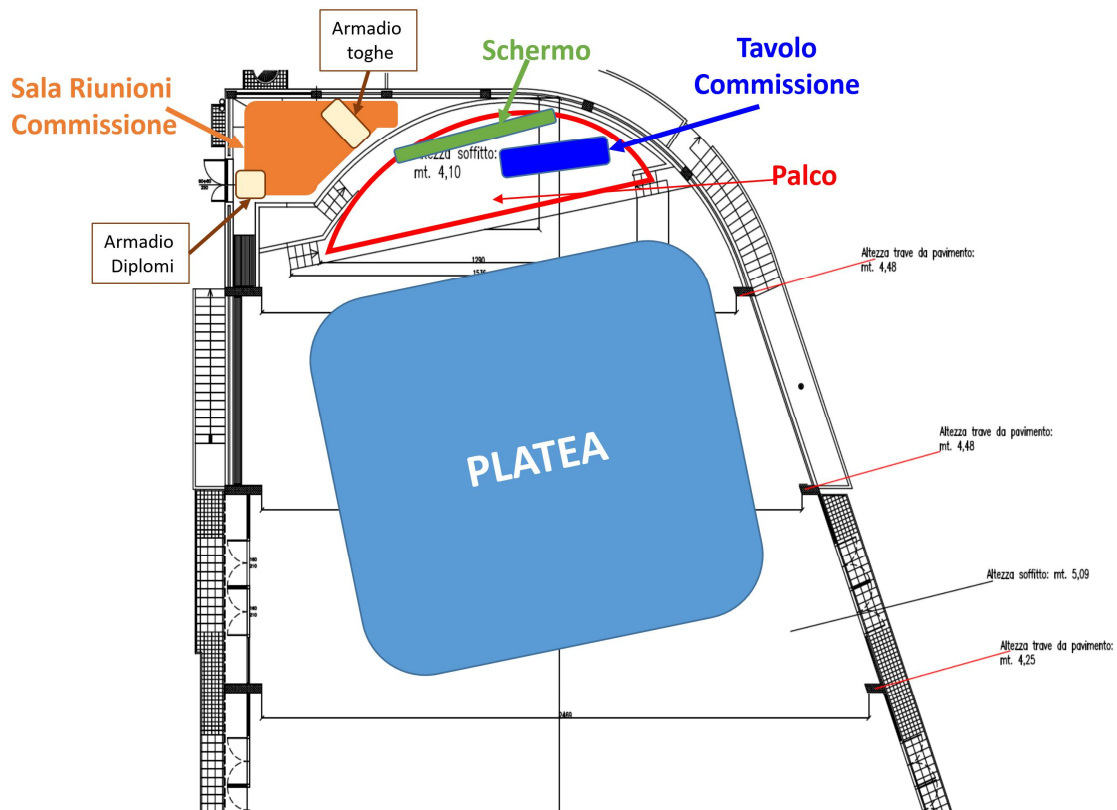 Armadio
toghe
Schermo
Tavolo
Commissione
Sala Riunioni
Commissione
soffitto:
mt. 4,10
Palco
Armadio
Diplomi
1290
Altezza trave da pavimento:
mt. 4,48
PLATEA
Altezza trave da pavimento:
mt. 4,48
Altezza soffitto: mt. 5,09
Altezza trave da pavimento:
mt. 4,25
2469